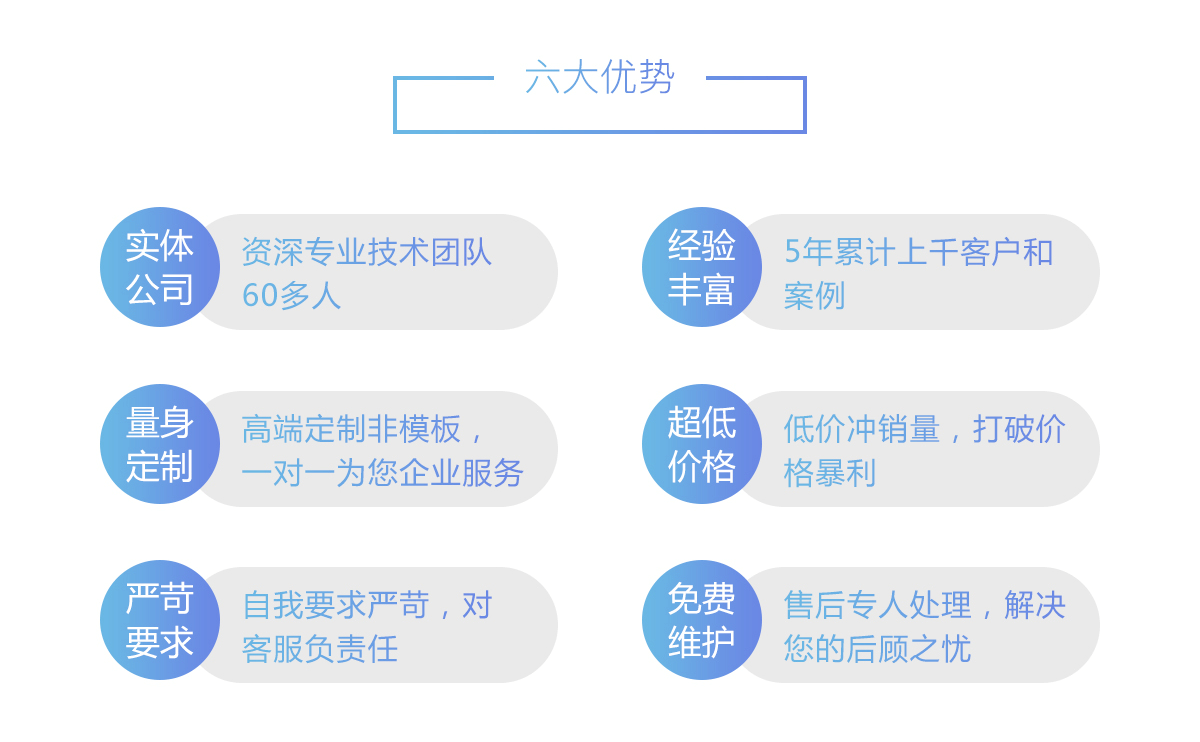 六大优势
实体
公司
资深专业技术团队
60多人
经验
丰富
5年累计上千客户和
案例
量身
定制
高端定制非模板，
一对一为您企业服务
超低
价格
低价冲销量，打破价
格暴利
严苛
要求
自我要求严苛，对
客服负责任
免费
维护
售后专人处理，解决
您的后顾之忧